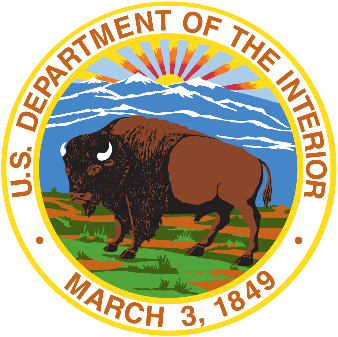 U.S. DEPARTMENT OF THE INTERIOR
MARCH 3, 1849